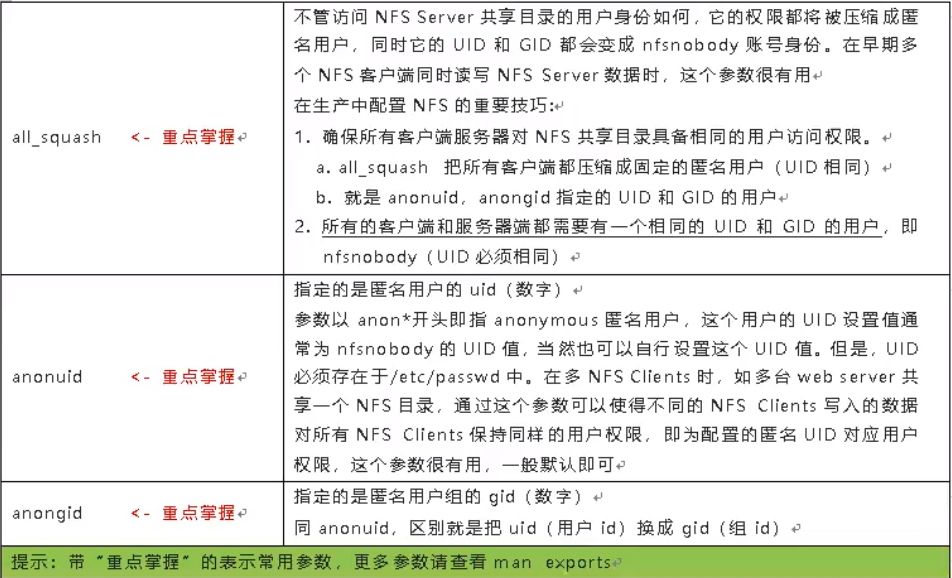 不管访问 NFS Server 共享目录的用户身份如何，它的权限都将被压缩成匿
名用户，同时它的 UID 和 GID 都会变成 nfsnobody 账号身份。在早期多
个 NFS 客户端同时读写 NFS Server 数据时，这个参数很有用↵
在生产中配置 NFS 的重要技巧:↵
all_squash <- 重点掌握↵
1. 确保所有客户端服务器对 NFS 共享目录具备相同的用户访问权限。↵
a. all_squash 把所有客户端都压缩成固定的匿名用户（UID 相同）↵
b. 就是 anonuid，anongid 指定的 UID 和 GID 的用户↵
2. 所有的客户端和服务器端都需要有一个相同的 UID 和 GID 的用户，即
nfsnobody（UID 必须相同）↵
指定的是匿名用户的 uid（数字）↵
参数以 anon*开头即指 anonymous 匿名用户，这个用户的 UID 设置值通
常为 nfsnobody 的 UID 值，当然也可以自行设置这个 UID 值。但是，UID
anonuid <- 重点掌握↵
必须存在于/etc/passwd 中。在多 NFS Clients 时，如多台 web server 共
享一个 NFS 目录，通过这个参数可以使得不同的 NFS Clients 写入的数据
对所有 NFS Clients 保持同样的用户权限，即为配置的匿名 UID 对应用户
权限，这个参数很有用，一般默认即可↵
anongid <- 重点掌握↵
指定的是匿名用户组的 gid（数字）↵
同 anonuid，区别就是把 uid（用户 id）换成 gid（组 id）↵
提示：带“重点掌握”的表示常用参数，更多参数请查看 man exports↵